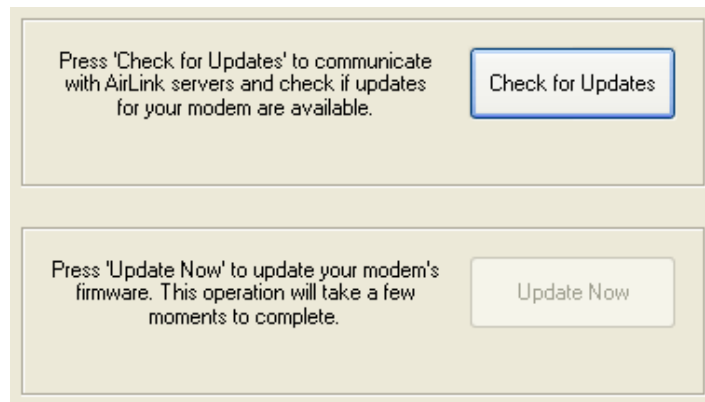 Press 'Check for Updates' to communicate
with AirLink servers and check if updates
for your modem are available.
Check for Updates
Press 'Update Now' to update your modem's
firmware. This operation will take a few
moments to complete.
Update Now